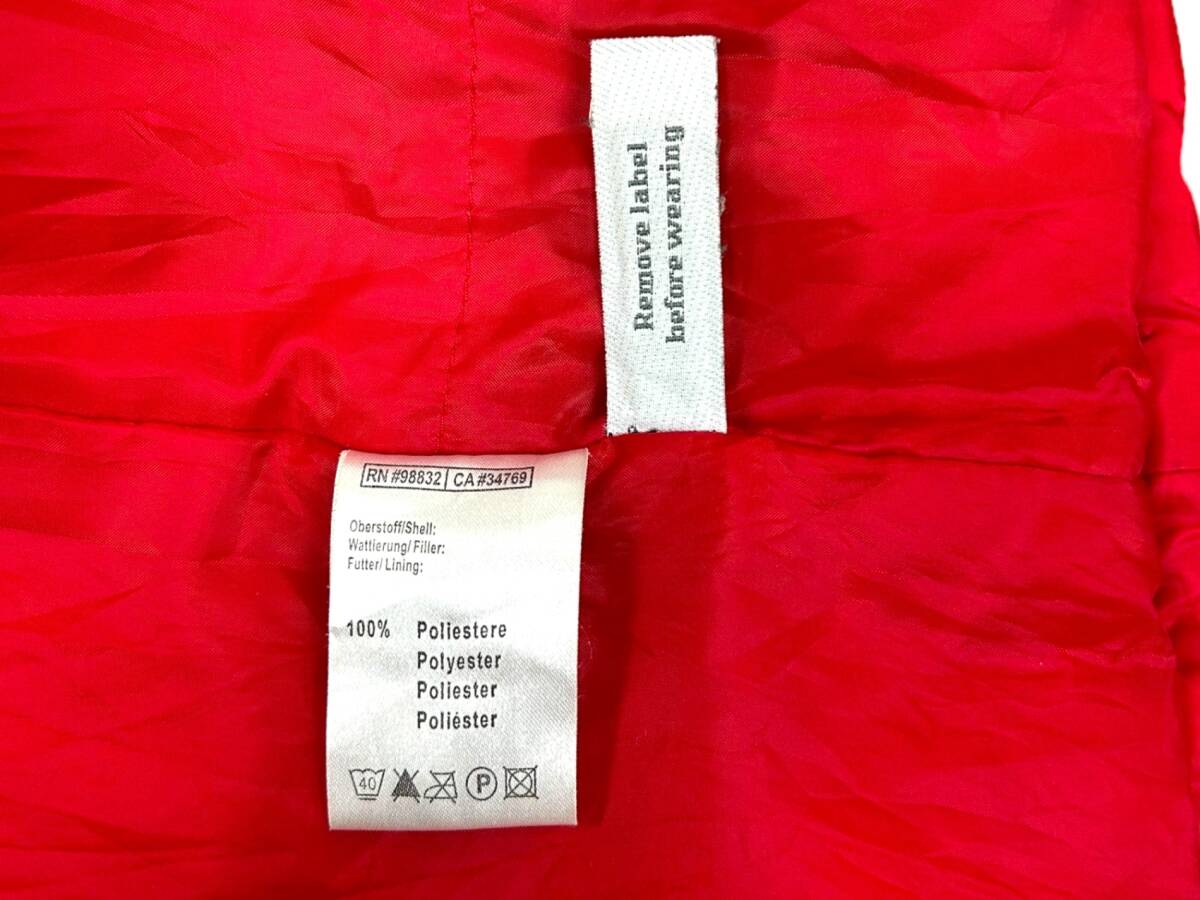 Remove label
before wearing
RN #98832 CA #34769
Oberstoff/Shell:
Wattierung/Filler:
Futter/Lining:
100% Poliestere
Polyester
Poliester
Poliéster
40 P